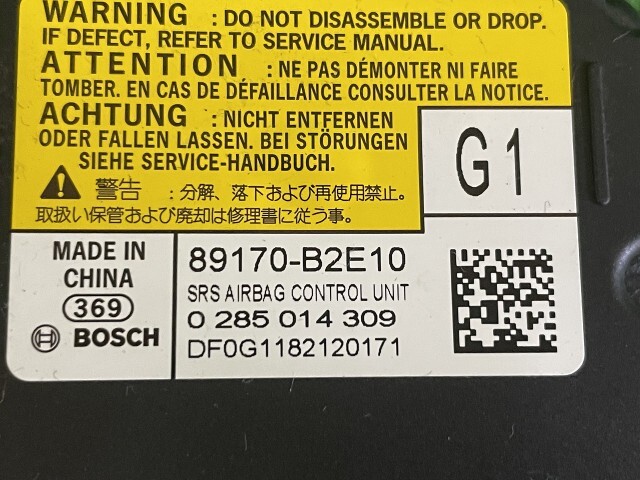 WARNING : DO NOT DISASSEMBLE OR DROP.
IF DEFECT, REFER TO SERVICE MANUAL.
ATTENTION : NE PAS DÉMONTER NI FAIRE
TOMBER. EN CAS DE DÉFAILLANCE CONSULTER LA NOTICE.
ACHTUNG : NICHT ENTFERNEN
ODER FALLEN LASSEN. BEI STÖRUNGEN
SIEHE SERVICE-HANDBUCH.
警告 : 分解、落下および再使用禁止。
取扱い保管および廃却は修理書に従う事。
G1
MADE IN
CHINA
369
BOSCH
89170-B2E10
SRS AIRBAG CONTROL UNIT
0 285 014 309
DF0G1182120171